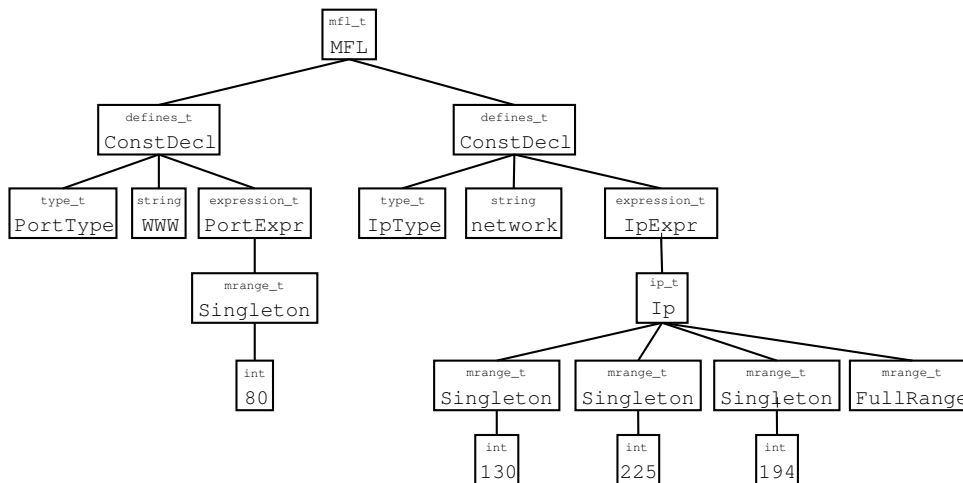 mfl_t
MFL
defines_t defines_t
ConstDecl ConstDecl
type_t string expression_t type_t string expression_t
PortType WWW PortExpr IpType network IpExpr
mrange_t ip_t
Singleton Ip
int mrange_t mrange_t mrange_t mrange_t
80 Singleton Singleton Singleton FullRange
int int int
130 225 194